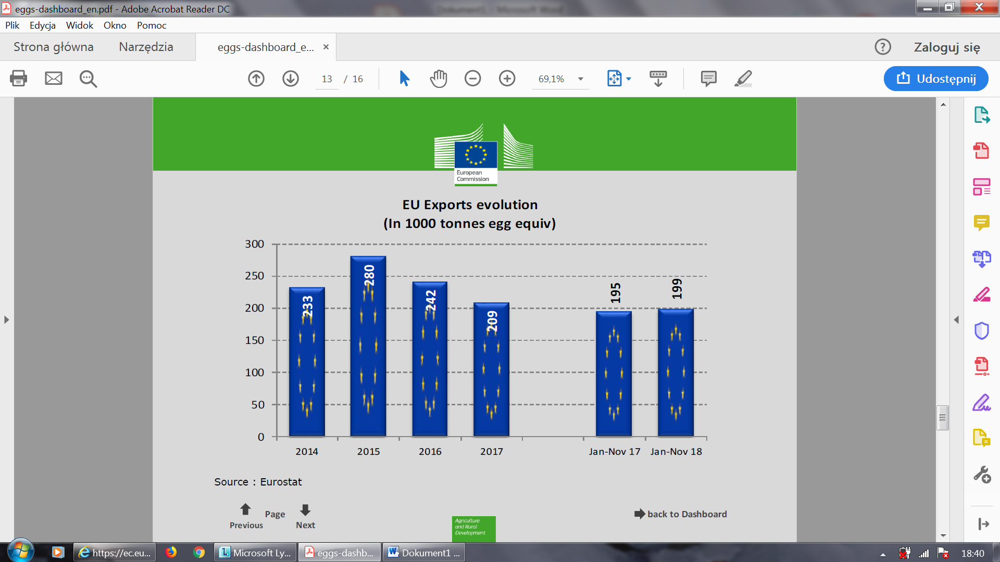 eggs-dashboard_en.pdf - Adobe Acrobat Reader DC
Dokument1 - Microsoft Word
Plik Edycja Widok Okno Pomoc
Strona główna Narzędzia eggs-dashboard_e... × ? Zaloguj się
13 / 16 69,1% Udostępnij
European
Commission
EU Exports evolution
(In 1000 tonnes egg equiv)
300
250
200
150
100
50
0
233
280
242
209
195
199
2014 2015 2016 2017 Jan-Nov 17 Jan-Nov 18
Source : Eurostat
Previous Page Next
back to Dashboard
Agriculture
and Rural
Development
https://ec.eu... Microsoft Ly... eggs-dashb... Dokument1 ... 18:40